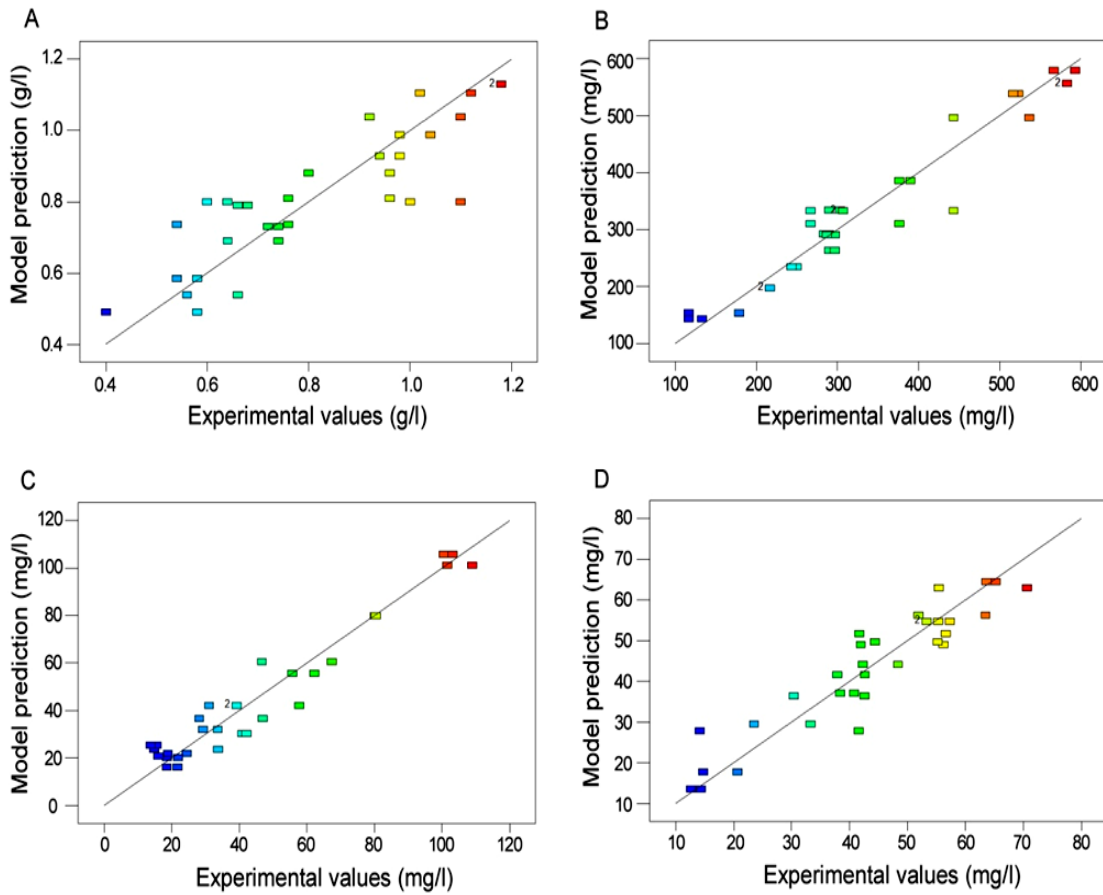 A
B
Model prediction (g/l)
1.2
1.0
0.8
0.6
0.4
2
0.4 0.6 0.8 1.0 1.2
Experimental values (g/l)
Model prediction (mg/l)
600
500
400
300
200
100
2
2
2
100 200 300 400 500 600
Experimental values (mg/l)
C
D
Model prediction (mg/l)
120
100
80
60
40
20
0
2
0 20 40 60 80 100 120
Experimental values (mg/l)
Model prediction (mg/l)
80
70
60
50
40
30
20
10
2
10 20 30 40 50 60 70 80
Experimental values (mg/l)